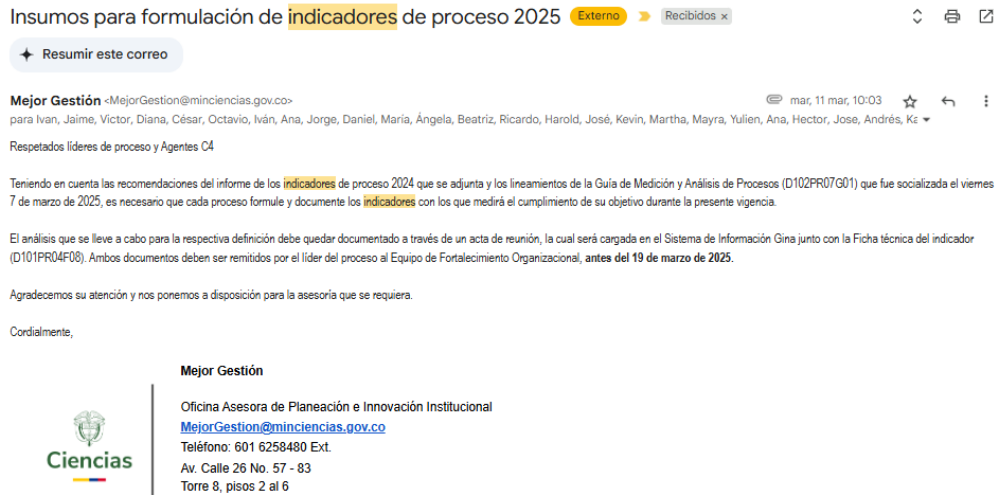 Insumos para formulación de indicadores de proceso 2025 Externo Recibidos ×
Resumir este correo
Mejor Gestión <MejorGestion@minciencias.gov.co> mar, 11 mar, 10:03
para Ivan, Jaime, Victor, Diana, César, Octavio, Iván, Ana, Jorge, Daniel, María, Ángela, Beatriz, Ricardo, Harold, José, Kevin, Martha, Mayra, Yulien, Ana, Hector, Jose, Andrés,
Respetados líderes de proceso y Agentes C4
Teniendo en cuenta las recomendaciones del informe de los indicadores de proceso 2024 que se adjunta y los lineamientos de la Guía de Medición y Análisis de Procesos (D102PR07G01) que fue socializada el viernes
7 de marzo de 2025, es necesario que cada proceso formule y documente los indicadores con los que medirá el cumplimiento de su objetivo durante la presente vigencia.
El análisis que se lleve a cabo para la respectiva definición debe quedar documentado a través de un acta de reunión, la cual será cargada en el Sistema de Información Gina junto con la Ficha técnica del indicador
(D101PR04F08). Ambos documentos deben ser remitidos por el líder del proceso al Equipo de Fortalecimiento Organizacional, antes del 19 de marzo de 2025.
Agradecemos su atención y nos ponemos a disposición para la asesoría que se requiera.
Cordialmente,
Mejor Gestión
Oficina Asesora de Planeación e Innovación Institucional
MejorGestion@minciencias.gov.co
Teléfono: 601 6258480 Ext.
Av. Calle 26 No. 57 - 83
Torre 8, pisos 2 al 6
Ciencias